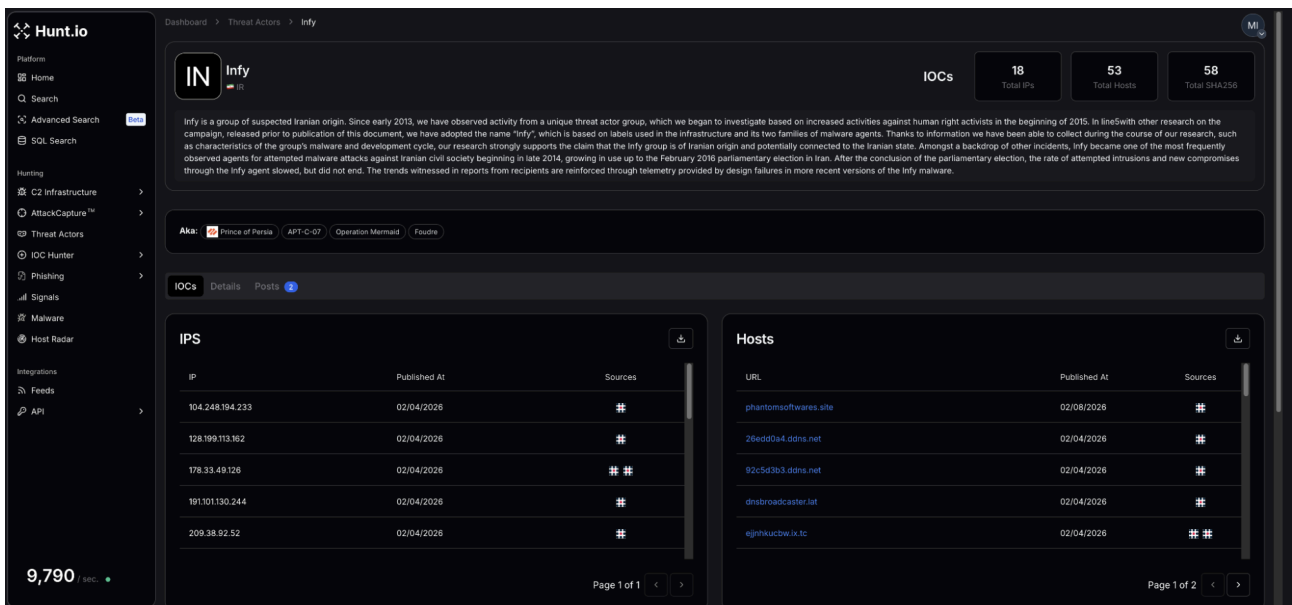 Hunt.io
Platform
Home
Search
Advanced Search Beta
SQL Search
Hunting
C2 Infrastructure
AttackCapture™
Threat Actors
IOC Hunter
Phishing
Signals
Malware
Host Radar
Integrations
Feeds
API
9,790 / sec.
Dashboard > Threat Actors > Infy
MI
IN
Infy
IR
IOCs
18
Total IPs
53
Total Hosts
58
Total SHA256
Infy is a group of suspected Iranian origin. Since early 2013, we have observed activity from a unique threat actor group, which we began to investigate based on increased activities against human right activists in the beginning of 2015. In line5with other research on the
campaign, released prior to publication of this document, we have adopted the name “Infy”, which is based on labels used in the infrastructure and its two families of malware agents. Thanks to information we have been able to collect during the course of our research, such
as characteristics of the group’s malware and development cycle, our research strongly supports the claim that the Infy group is of Iranian origin and potentially connected to the Iranian state. Amongst a backdrop of other incidents, Infy became one of the most frequently
observed agents for attempted malware attacks against Iranian civil society beginning in late 2014, growing in use up to the February 2016 parliamentary election in Iran. After the conclusion of the parliamentary election, the rate of attempted intrusions and new compromises
through the Infy agent slowed, but did not end. The trends witnessed in reports from recipients are reinforced through telemetry provided by design failures in more recent versions of the Infy malware.
Aka: Prince of Persia APT-C-07 Operation Mermaid Foudre
IOCs Details Posts 2
IPS
IP Published At Sources
104.248.194.233 02/04/2026
128.199.113.162 02/04/2026
178.33.49.126 02/04/2026
191.101.130.244 02/04/2026
209.38.92.52 02/04/2026
Page 1 of 1
Hosts
URL Published At Sources
phantomsoftwares.site 02/08/2026
26edd0a4.ddns.net 02/04/2026
92c5d3b3.ddns.net 02/04/2026
dnsbroadcaster.lat 02/04/2026
ejjnhkucbw.ix.tc 02/04/2026
Page 1 of 2